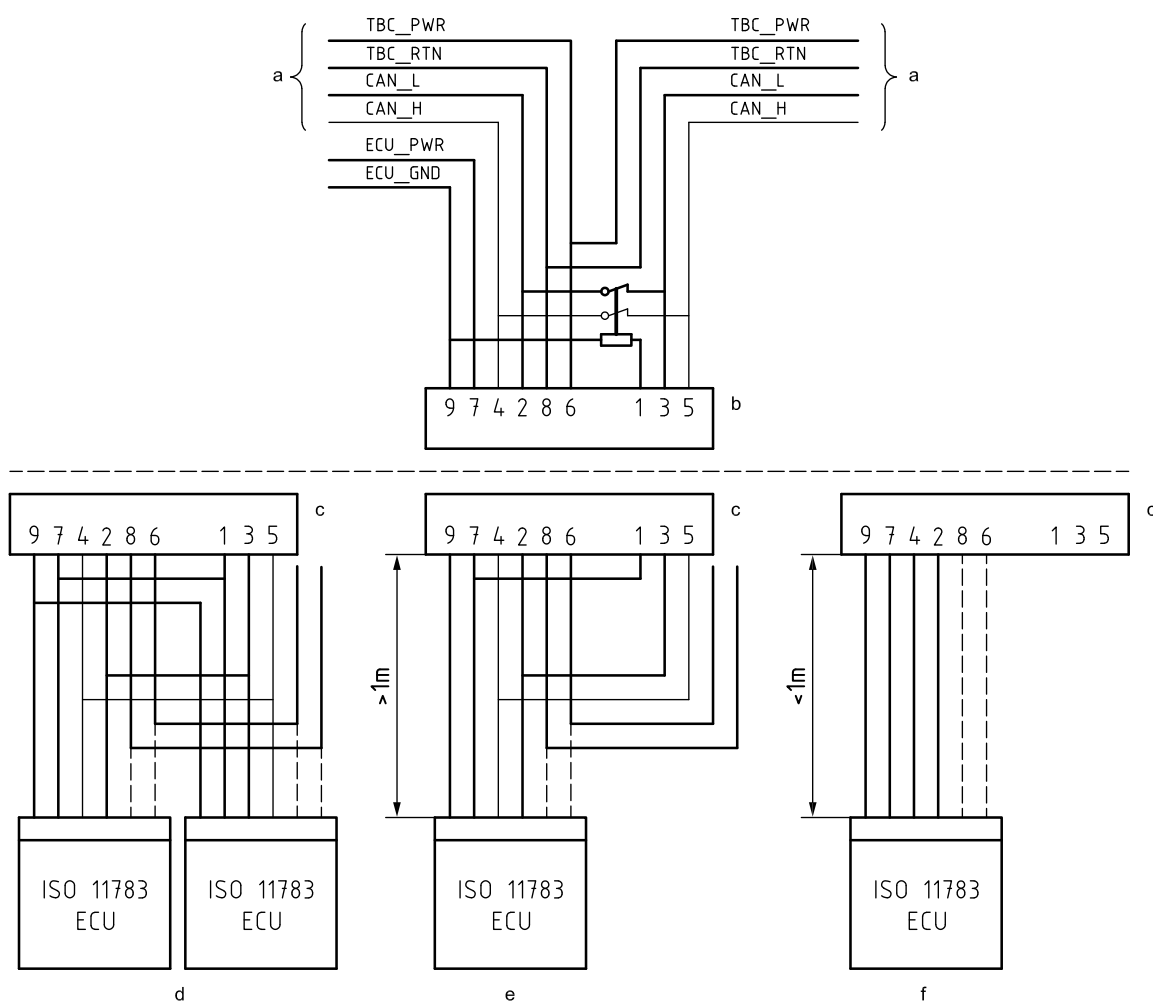 TBC_PWR TBC_PWR
TBC_RTN TBC_RTN
a CAN_L CAN_L a
CAN_H CAN_H
ECU_PWR
ECU_GND
9 7 4 2 8 6 1 3 5 b
c c c
9 7 4 2 8 6 1 3 5 9 7 4 2 8 6 1 3 5 9 7 4 2 8 6 1 3 5
>1m <1m
ISO 11783 ISO 11783 ISO 11783 ISO 11783
ECU ECU ECU ECU
d e f